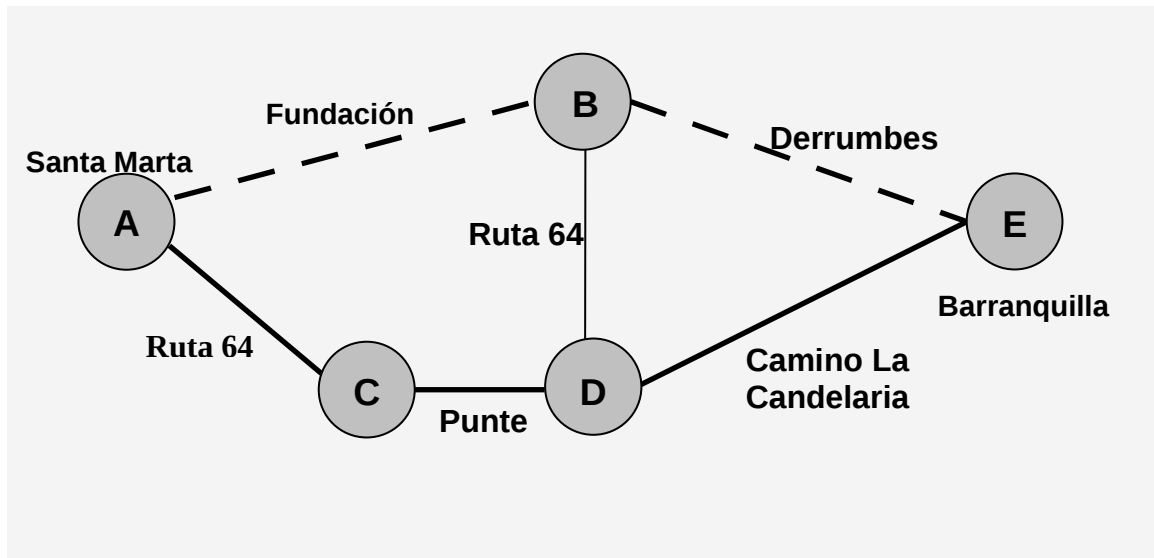 B
Fundación
Derrumbes
Santa Marta
A
Ruta 64
E
Barranquilla
Ruta 64
Camino La
Candelaria
C
D
Punte